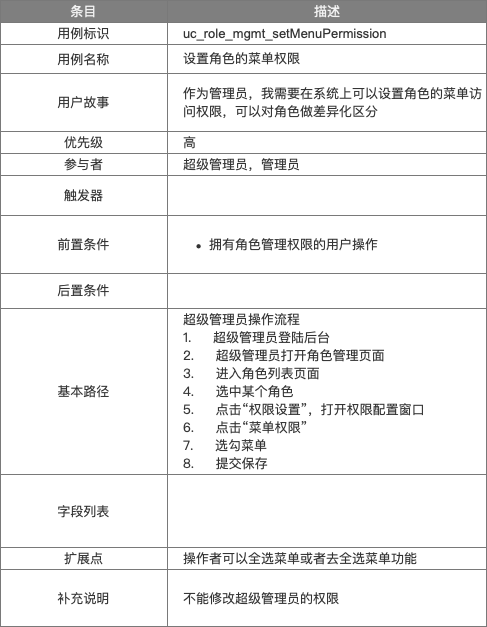 条目 描述
用例标识 uc_role_mgmt_setMenuPermission
用例名称 设置角色的菜单权限
用户故事 作为管理员，我需要在系统上可以设置角色的菜单访
问权限，可以对角色做差异化区分
优先级 高
参与者 超级管理员，管理员
触发器
前置条件 • 拥有角色管理权限的用户操作
后置条件
基本路径 超级管理员操作流程
1. 超级管理员登陆后台
2. 超级管理员打开角色管理页面
3. 进入角色列表页面
4. 选中某个角色
5. 点击“权限设置”，打开权限配置窗口
6. 点击“菜单权限”
7. 选勾菜单
8. 提交保存
字段列表
扩展点 操作者可以全选菜单或者去全选菜单功能
补充说明 不能修改超级管理员的权限